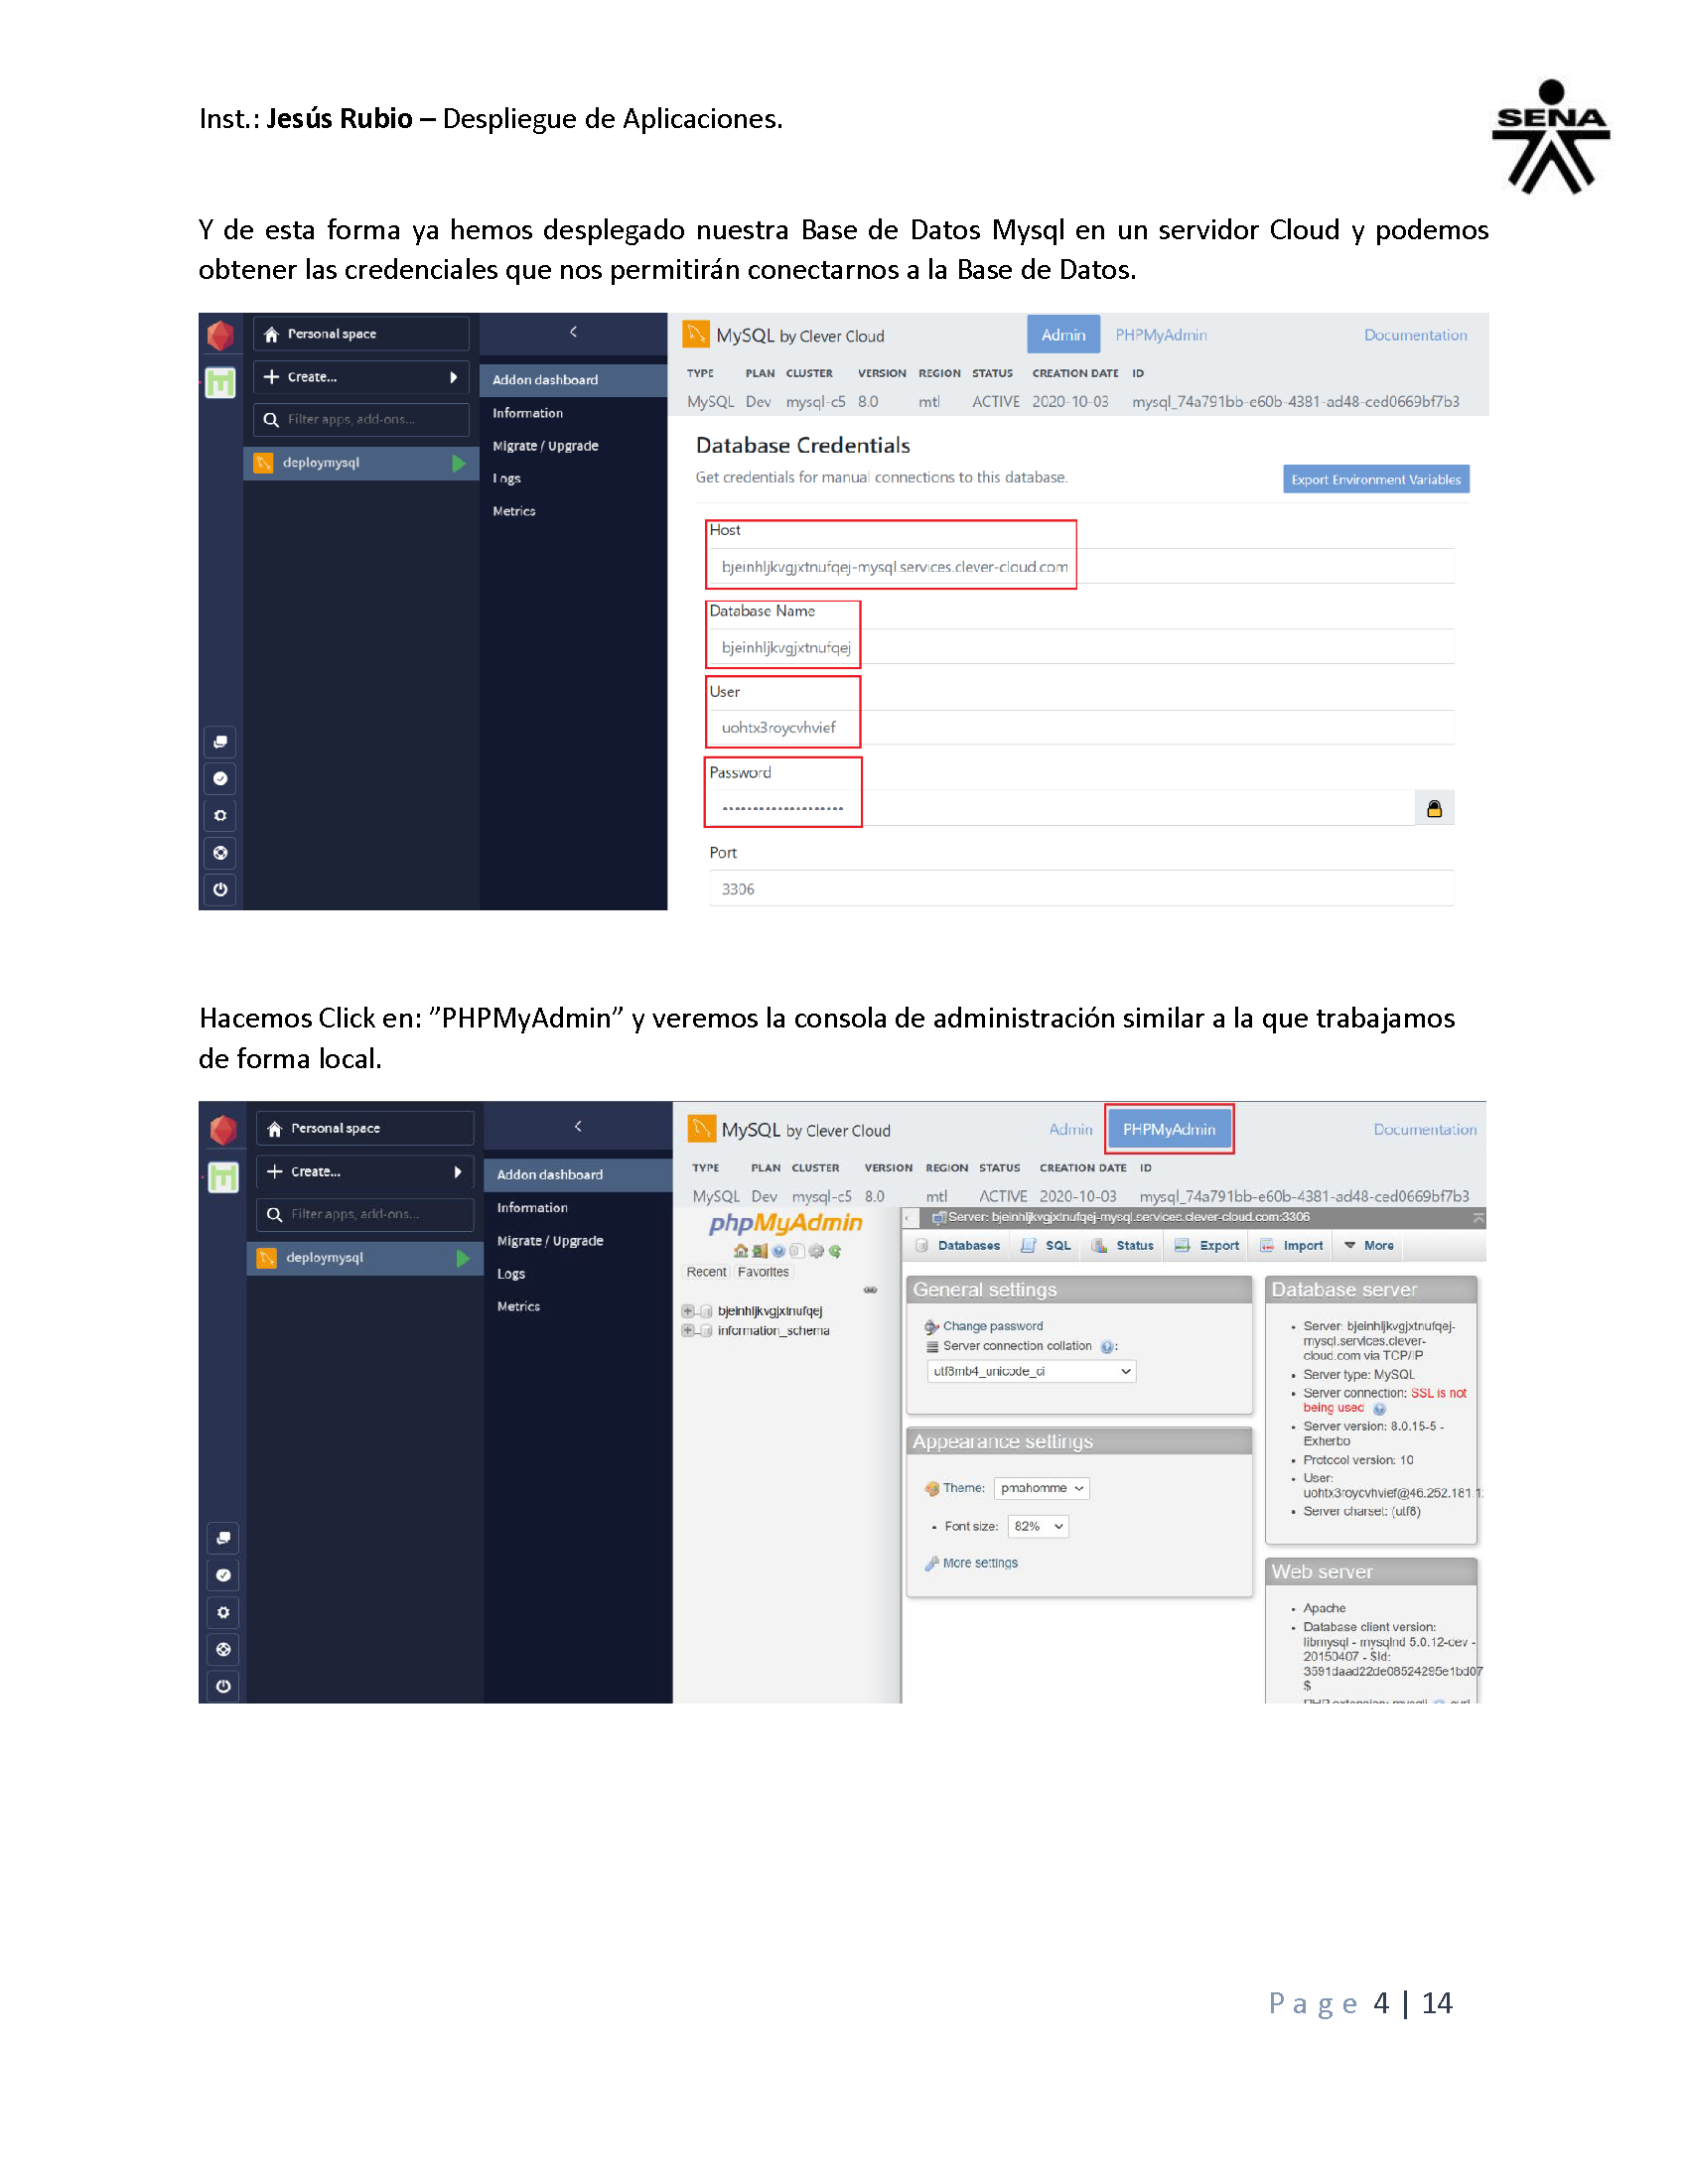 Inst.: Jesús Rubio – Despliegue de Aplicaciones.
SENA
Y de esta forma ya hemos desplegado nuestra Base de Datos Mysql en un servidor Cloud y podemos
obtener las credenciales que nos permitirán conectarnos a la Base de Datos.
Personal space
Create...
Filter apps, add-ons...
deploymysql
Addon dashboard
Information
Migrate / Upgrade
Logs
Metrics
MySQL by Clever Cloud
Admin PHPMyAdmin Documentation
TYPE PLAN CLUSTER VERSION REGION STATUS CREATION DATE ID
MySQL Dev mysql-c5 8.0 mtl ACTIVE 2020-10-03 mysql_74a791bb-e60b-4381-ad48-ced0669bf7b3
Database Credentials
Get credentials for manual connections to this database.
Export Environment Variables
Host
bjeinhljkvgjxtnufqej-mysql.services.clever-cloud.com
Database Name
bjeinhljkvgjxtnufqej
User
uohtx3roycvhvief
Password
Port
3306
Hacemos Click en: ”PHPMyAdmin” y veremos la consola de administración similar a la que trabajamos
de forma local.
Personal space
Create...
Filter apps, add-ons...
deploymysql
Addon dashboard
Information
Migrate / Upgrade
Logs
Metrics
MySQL by Clever Cloud
Admin PHPMyAdmin Documentation
TYPE PLAN CLUSTER VERSION REGION STATUS CREATION DATE ID
MySQL Dev mysql-c5 8.0 mtl ACTIVE 2020-10-03 mysql_74a791bb-e60b-4381-ad48-ced0669bf7b3
phpMyAdmin
Recent Favorites
bjeinhljkvgjxtnufqej
information_schema
Server: bjeinhljkvgjxtnufqej-mysql.services.clever-cloud.com:3306
Databases SQL Status Export Import More
General settings
Change password
Server connection collation :
utf8mb4_unicode_ci
Appearance settings
Theme: pmahomme
• Font size: 82%
More settings
Database server
• Server: bjeinhljkvgjxtnufqej-
mysql.services.clever-
cloud.com via TCP/IP
• Server type: MySQL
• Server connection: SSL is not
being used
• Server version: 8.0.15-5 -
Exherbo
• Protocol version: 10
• User:
uohtx3roycvhvief@46.252.181.1
• Server charset: (utf8)
Web server
• Apache
• Database client version:
libmysql - mysqlnd 5.0.12-dev -
20150407 - $Id:
3591daad22de08524295e1bd07
$
PHP extension: mysqli curl
Page 4 | 14